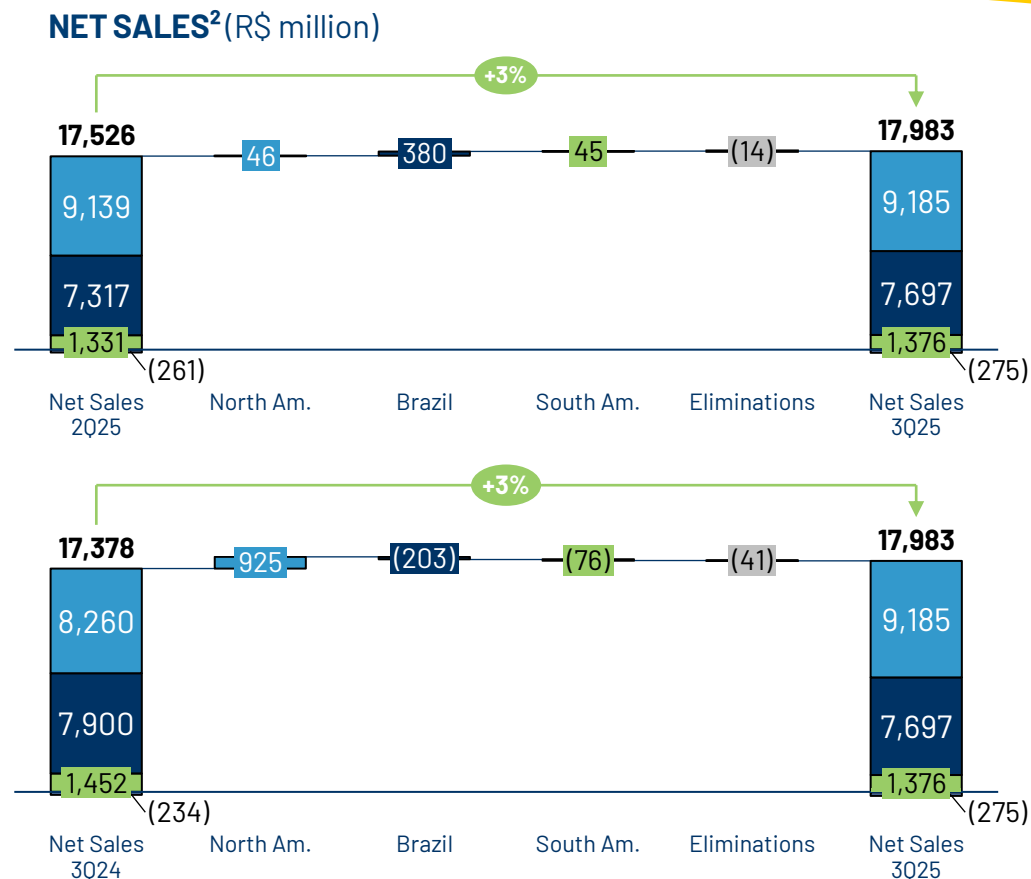 NET SALES² (R$ million)
+3%
17,526
17,983
46
380
45
(14)
9,139
9,185
7,317
7,697
1,331
1,376
(261)
(275)
Net Sales 2Q25
North Am.
Brazil
South Am.
Eliminations
Net Sales 3Q25
+3%
17,378
17,983
925
(203)
(76)
(41)
8,260
9,185
7,900
7,697
1,452
1,376
(234)
(275)
Net Sales 3Q24
North Am.
Brazil
South Am.
Eliminations
Net Sales 3Q25